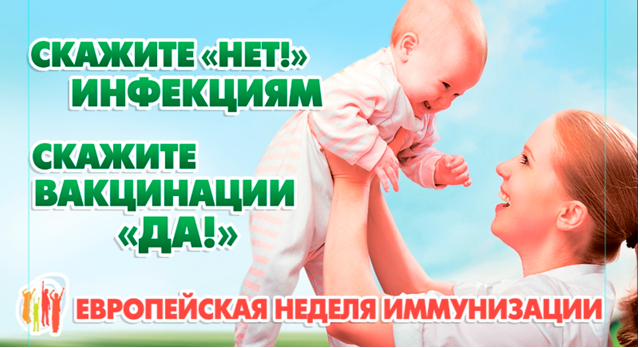 СКАЖИТЕ «НЕТ!»
ИНФЕКЦИЯМ
СКАЖИТЕ
ВАКЦИНАЦИИ
«ДА!»
ЕВРОПЕЙСКАЯ НЕДЕЛЯ ИММУНИЗАЦИИ